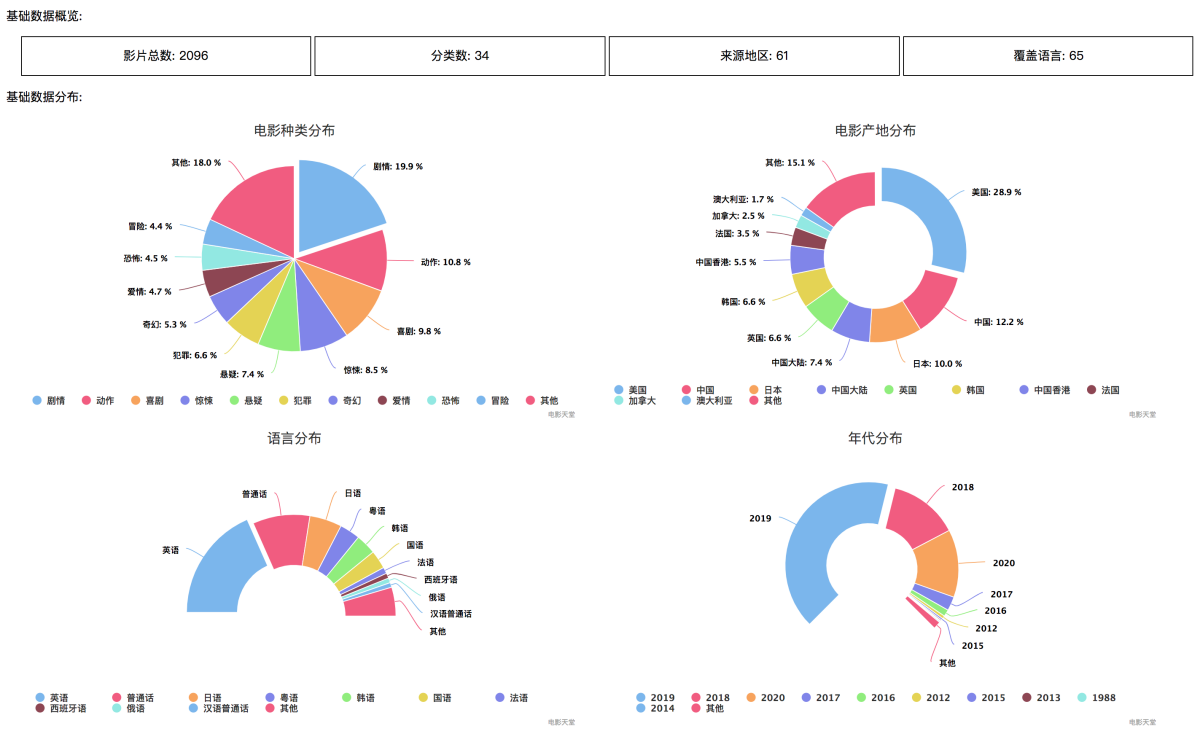 基础数据概览:
影片总数: 2096
分类数: 34
来源地区: 61
覆盖语言: 65
基础数据分布:
电影种类分布
其他: 18.0 %
剧情: 19.9 %
冒险: 4.4 %
恐怖: 4.5 %
动作: 10.8 %
爱情: 4.7 %
奇幻: 5.3 %
喜剧: 9.8 %
犯罪: 6.6 %
悬疑: 7.4 %
惊悚: 8.5 %
剧情 动作 喜剧 惊悚 悬疑 犯罪 奇幻 爱情 恐怖 冒险 其他
电影天堂
电影产地分布
其他: 15.1 %
美国: 28.9 %
澳大利亚: 1.7 %
加拿大: 2.5 %
法国: 3.5 %
中国香港: 5.5 %
韩国: 6.6 %
中国: 12.2 %
英国: 6.6 %
中国大陆: 7.4 %
日本: 10.0 %
美国 中国 日本 中国大陆 英国 韩国 中国香港 法国
加拿大 澳大利亚 其他
电影天堂
语言分布
普通话
日语
粤语
韩语
英语
国语
法语
西班牙语
俄语
汉语普通话
其他
英语 普通话 日语 粤语 韩语 国语 法语
西班牙语 俄语 汉语普通话 其他
电影天堂
年代分布
2018
2019
2020
2017
2016
2012
2015
其他
2019 2018 2020 2017 2016 2012 2015 2013 1988
2014 其他
电影天堂